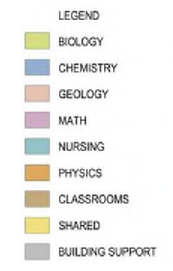 LEGEND
BIOLOGY
CHEMISTRY
GEOLOGY
MATH
NURSING
PHYSICS
CLASSROOMS
SHARED
BUILDING SUPPORT